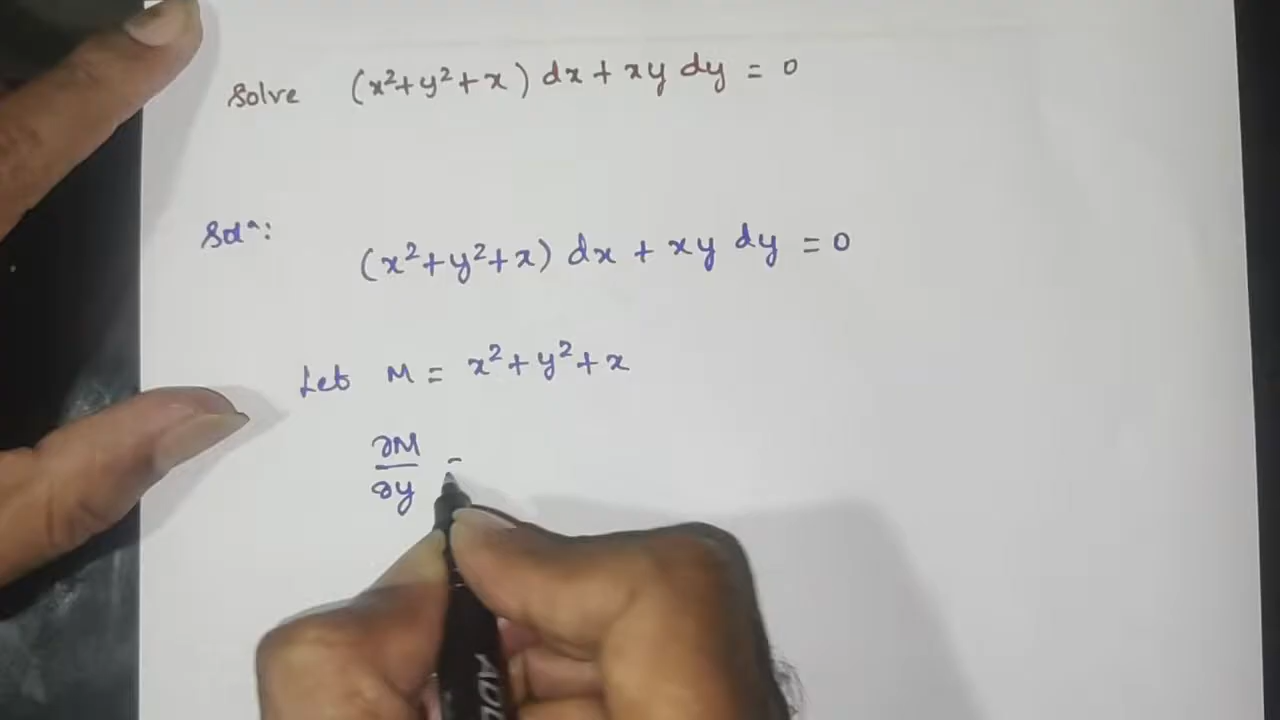 Solve (x²+y²+x) dx + xy dy = 0
Solⁿ:
(x²+y²+x) dx + xy dy = 0
Let M = x²+y²+x
∂M/∂y =